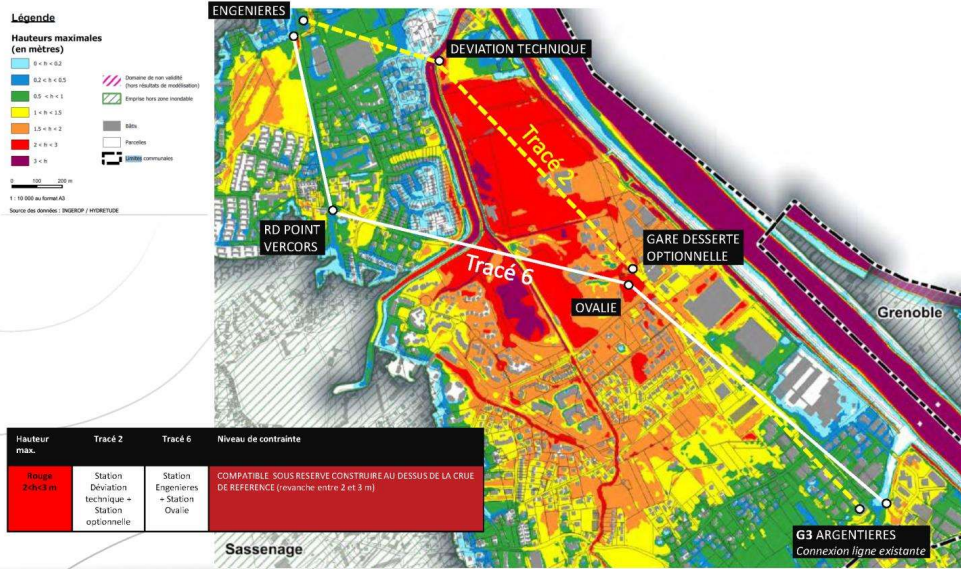 Légende
Hauteurs maximales
(en mètres)
0 < h < 0.2
0.2 < h < 0.5
0.5 < h < 1
1 < h < 1.5
1.5 < h < 2
2 < h < 3
3 < h
Domaine de non validité
(hors résultats de modélisation)
Emprise hors zone inondable
Bâtis
Parcelles
Limites communales
0 100 200 m
1 : 10 000 au format A3
Source des données : INGEROP / HYDRETUDE
ENGENIERES
DEVIATION TECHNIQUE
Tracé
RD POINT
VERCORS
Tracé 6
GARE DESSERTE
OPTIONNELLE
OVALIE
Grenoble
Hauteur
max.
Tracé 2
Tracé 6
Niveau de contrainte
Rouge
2<h<3 m
Station
Déviation
technique +
Station
optionnelle
Station
Engenieres
+ Station
Ovalie
COMPATIBLE SOUS RESERVE CONSTRUIRE AU DESSUS DE LA CRUE
DE REFERENCE (revanche entre 2 et 3 m)
Sassenage
G3 ARGENTIERES
Connexion ligne existante